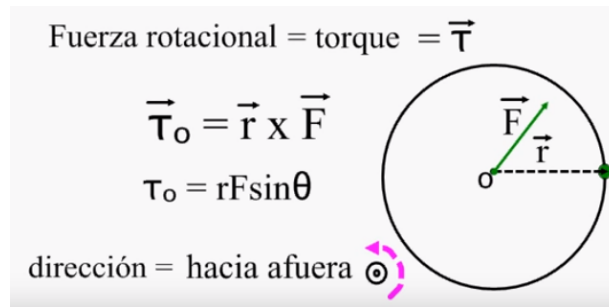 Fuerza rotacional = torque = τ⃗
τ⃗ₒ = r⃗ x F⃗
τₒ = rFsinθ
dirección = hacia afuera
F⃗
r⃗
O